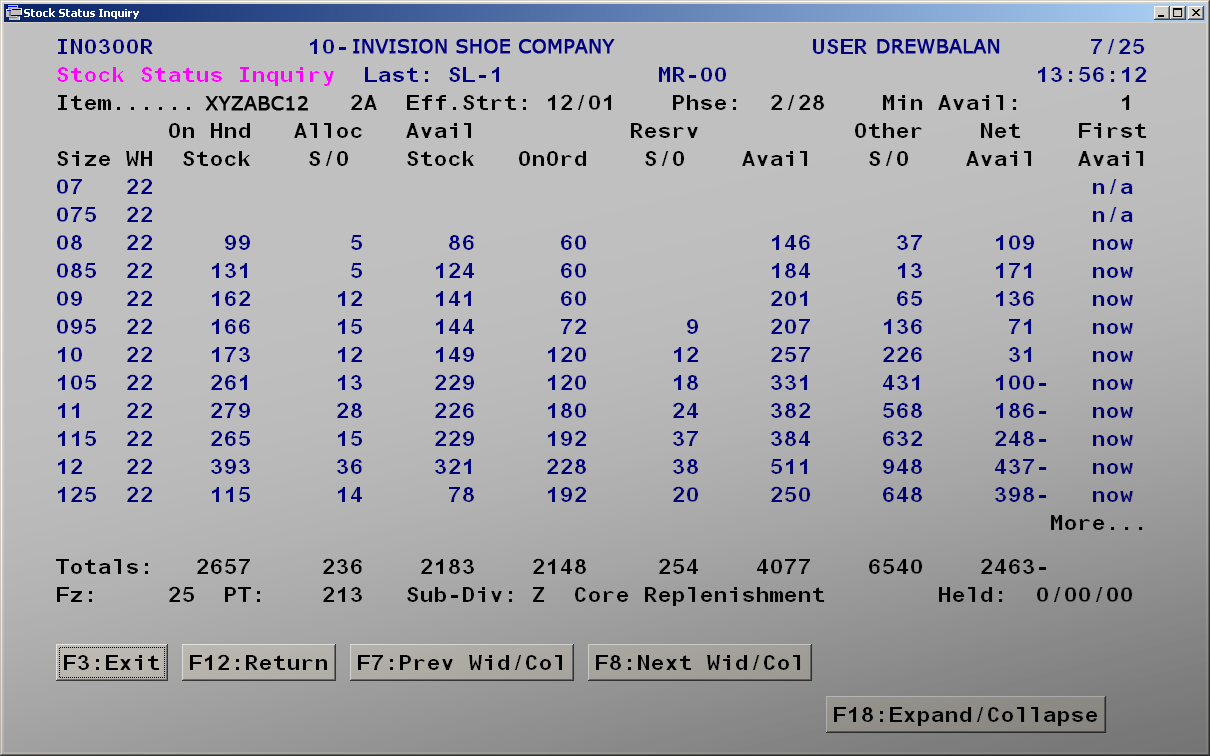 Stock Status Inquiry
IN0300R 10-INVISION SHOE COMPANY USER DREWBALAN 7/25
Stock Status Inquiry Last: SL-1 MR-00 13:56:12
Item...... XYZABC12 2A Eff.Strt: 12/01 Phse: 2/28 Min Avail: 1
On Hnd Alloc Avail Resrv Other Net First
Size WH Stock S/O Stock OnOrd S/O Avail S/O Avail Avail
07 22 n/a
075 22 n/a
08 22 99 5 86 60 146 37 109 now
085 22 131 5 124 60 184 13 171 now
09 22 162 12 141 60 201 65 136 now
095 22 166 15 144 72 9 207 136 71 now
10 22 173 12 149 120 12 257 226 31 now
105 22 261 13 229 120 18 331 431 100- now
11 22 279 28 226 180 24 382 568 186- now
115 22 265 15 229 192 37 384 632 248- now
12 22 393 36 321 228 38 511 948 437- now
125 22 115 14 78 192 20 250 648 398- now
More...
Totals: 2657 236 2183 2148 254 4077 6540 2463-
Fz: 25 PT: 213 Sub-Div: Z Core Replenishment Held: 0/00/00
F3:Exit F12:Return F7:Prev Wid/Col F8:Next Wid/Col
F18:Expand/Collapse